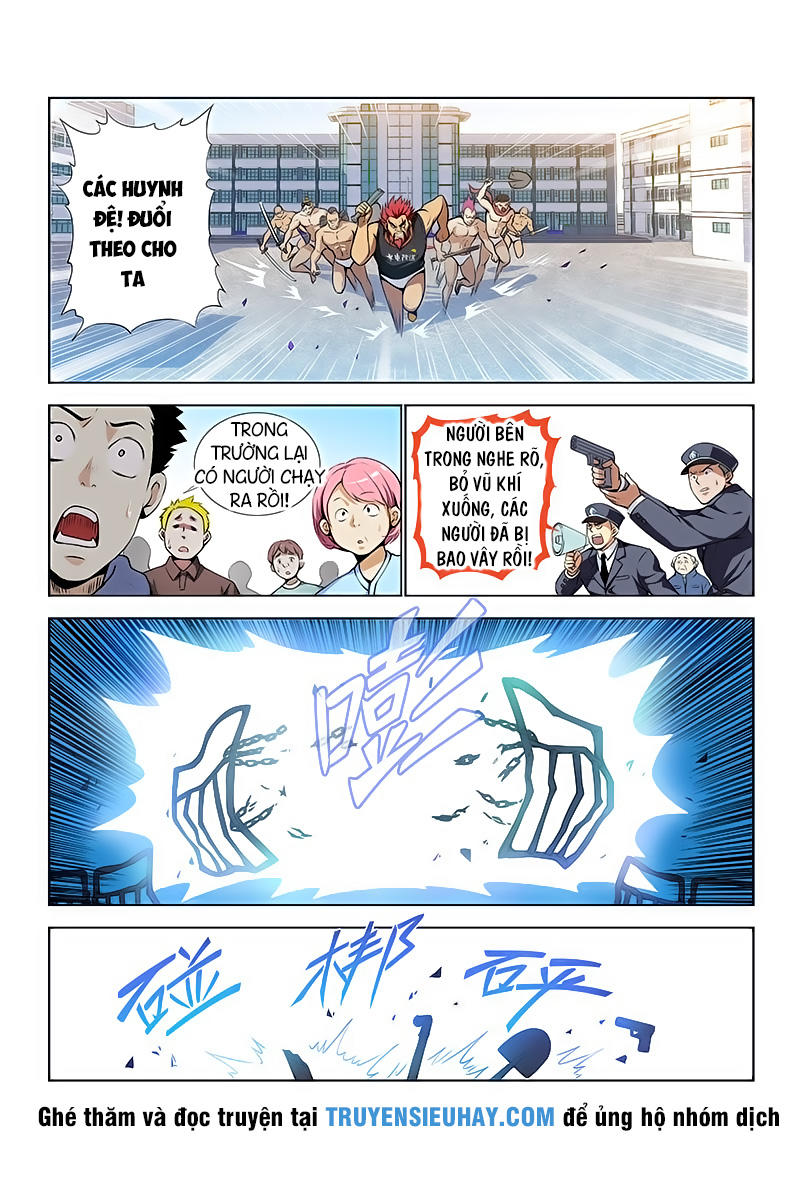 CÁC HUYNH
ĐỆ! ĐUỔI
THEO CHO
TA
TRONG
TRƯỜNG LẠI
CÓ NGƯỜI CHẠY
RA RỒI!
NGƯỜI BÊN
TRONG NGHE RÕ,
BỎ VŨ KHÍ
XUỐNG, CÁC
NGƯỜI ĐÃ BỊ
BAO VÂY RỒI!
嘭
碰 梆 砰
Ghé thăm và đọc truyện tại TRUYENSIEUHAY.COM để ủng hộ nhóm dịch